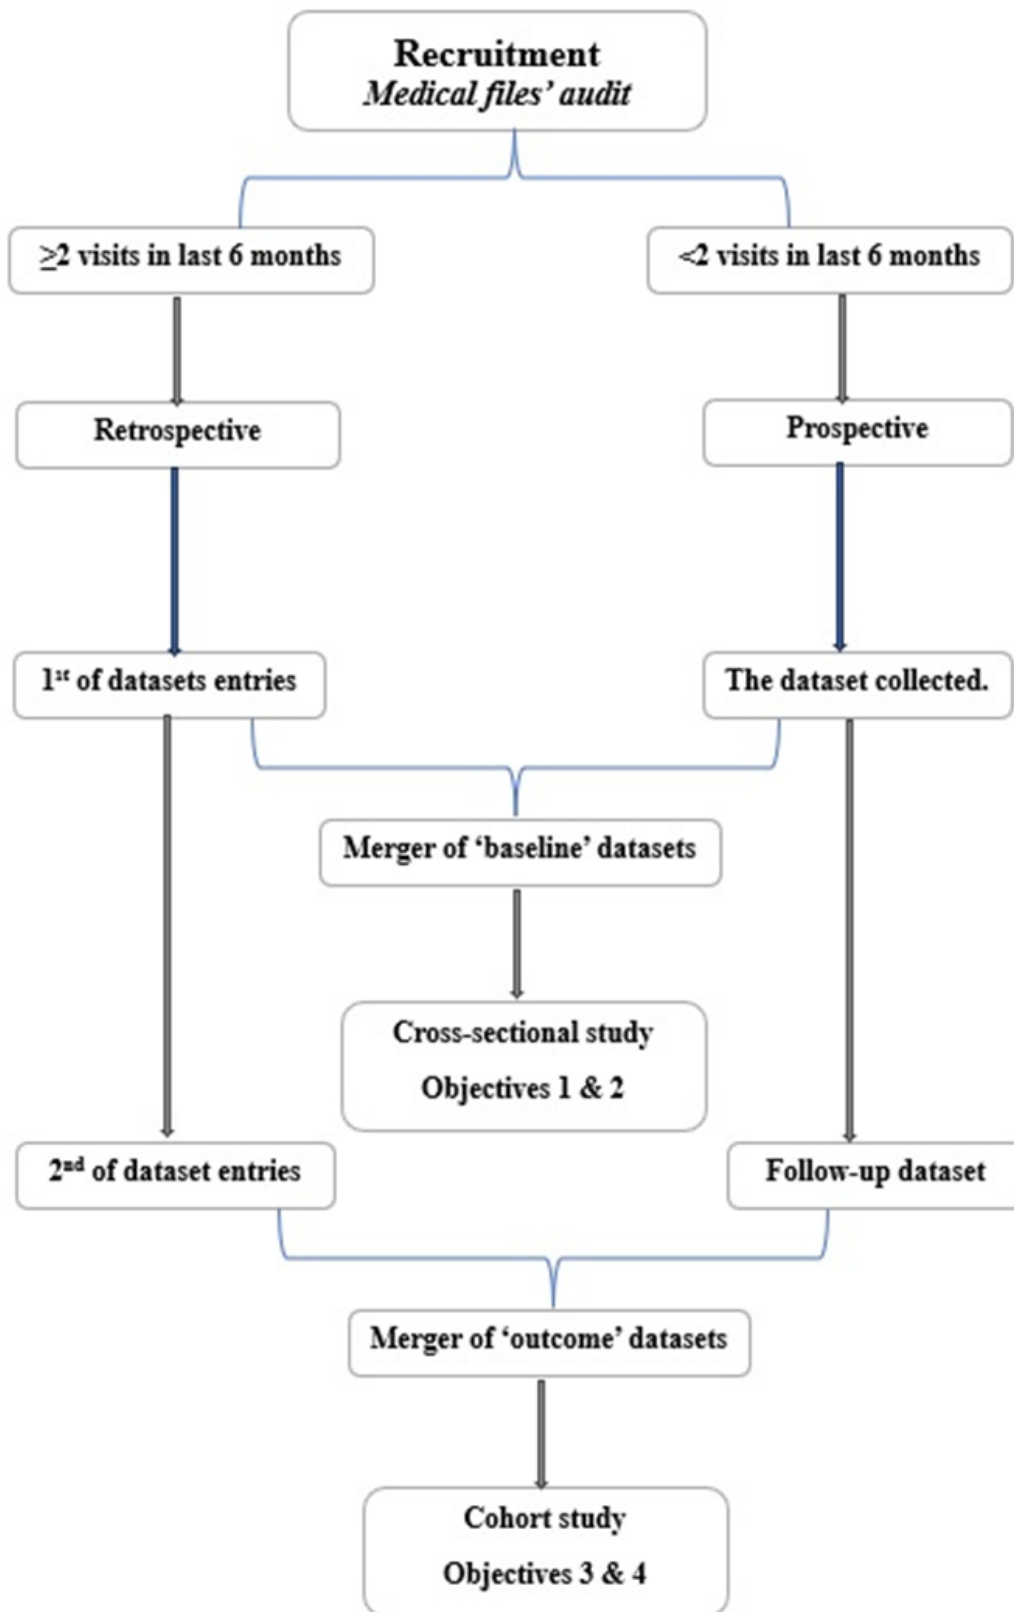 Recruitment
Medical files’ audit
≥2 visits in last 6 months
<2 visits in last 6 months
Retrospective
Prospective
1st of datasets entries
The dataset collected.
Merger of ‘baseline’ datasets
Cross-sectional study
Objectives 1 & 2
2nd of dataset entries
Follow-up dataset
Merger of ‘outcome’ datasets
Cohort study
Objectives 3 & 4